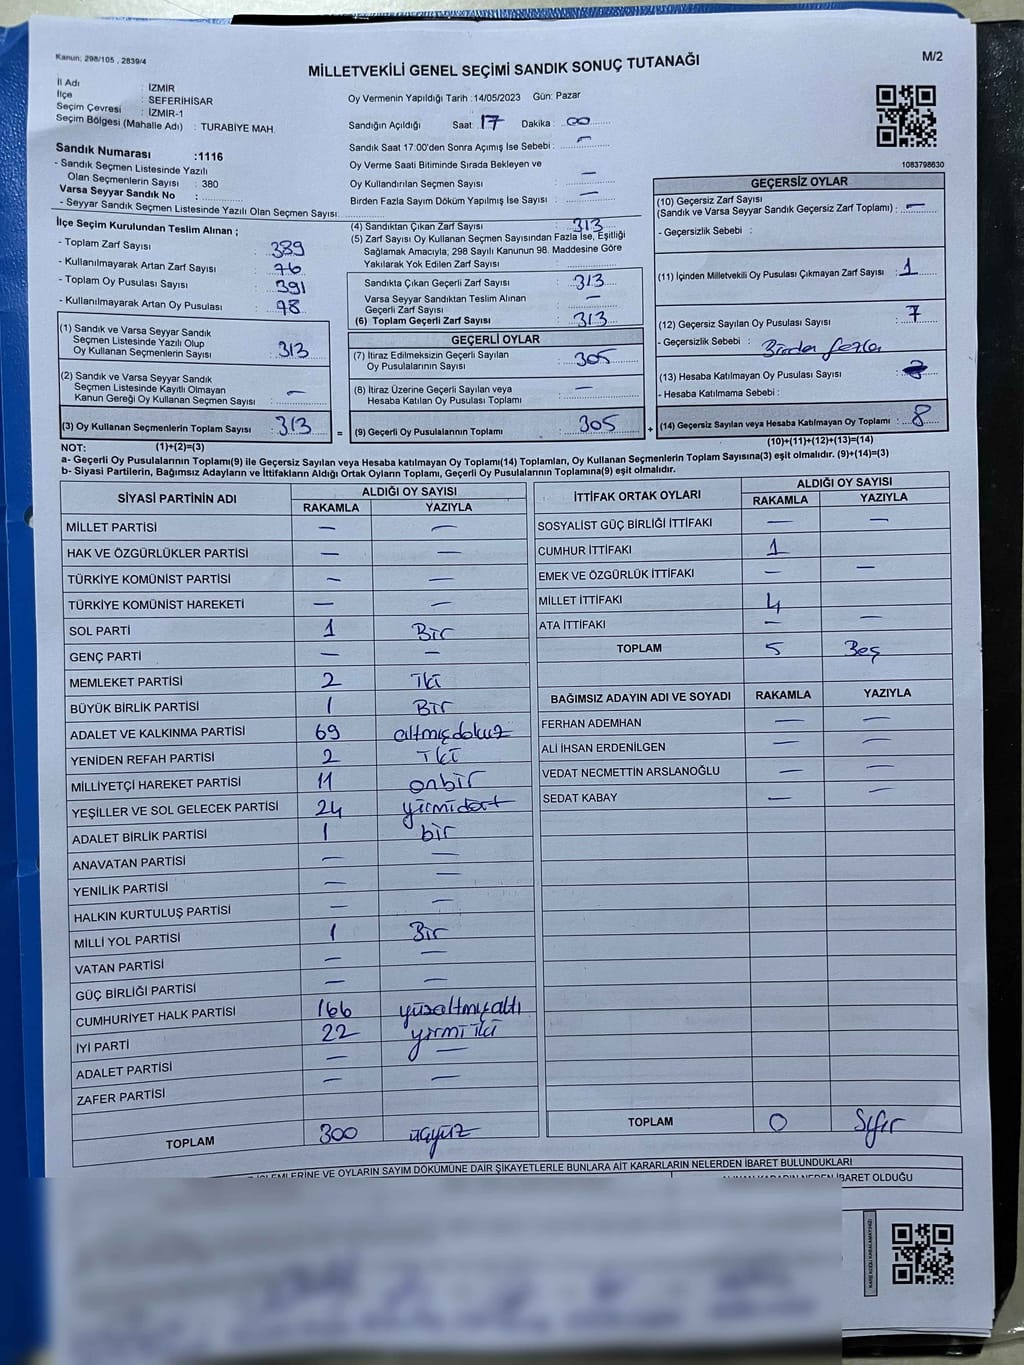 Kanun; 298/105 , 2839/4
M/2
MİLLETVEKİLİ GENEL SEÇİMİ SANDIK SONUÇ TUTANAĞI
İl Adı : İZMİR
İlçe : SEFERİHİSAR
Seçim Çevresi : İZMİR-1
Seçim Bölgesi (Mahalle Adı) : TURABİYE MAH.
Sandık Numarası :1116
- Sandık Seçmen Listesinde Yazılı
Olan Seçmenlerin Sayısı : 380
Varsa Seyyar Sandık No :
- Seyyar Sandık Seçmen Listesinde Yazılı Olan Seçmen Sayısı:
Oy Vermenin Yapıldığı Tarih :14/05/2023 Gün: Pazar
Sandığın Açıldığı Saat: 17 Dakika : 00
Sandık Saat 17:00'den Sonra Açımış İse Sebebi : –
Oy Verme Saati Bitiminde Sırada Bekleyen ve
Oy Kullandırılan Seçmen Sayısı : –
Birden Fazla Sayım Döküm Yapılmış İse Sayısı : –
1083798630
İlçe Seçim Kurulundan Teslim Alınan ;
- Toplam Zarf Sayısı : 389
- Kullanılmayarak Artan Zarf Sayısı : 76
- Toplam Oy Pusulası Sayısı : 391
- Kullanılmayarak Artan Oy Pusulası : 78
(1) Sandık ve Varsa Seyyar Sandık
Seçmen Listesinde Yazılı Olup
Oy Kullanan Seçmenlerin Sayısı : 313
(2) Sandık ve Varsa Seyyar Sandık
Seçmen Listesinde Kayıtlı Olmayan
Kanun Gereği Oy Kullanan Seçmen Sayısı : –
(3) Oy Kullanan Seçmenlerin Toplam Sayısı : 313
(4) Sandıktan Çıkan Zarf Sayısı : 313
(5) Zarf Sayısı Oy Kullanan Seçmen Sayısından Fazla İse, Eşitliği
Sağlamak Amacıyla; 298 Sayılı Kanunun 98. Maddesine Göre
Yakılarak Yok Edilen Zarf Sayısı :
Sandıkta Çıkan Geçerli Zarf Sayısı : 313
Varsa Seyyar Sandıktan Teslim Alınan
Geçerli Zarf Sayısı : –
(6) Toplam Geçerli Zarf Sayısı : 313
GEÇERLİ OYLAR
(7) İtiraz Edilmeksizin Geçerli Sayılan
Oy Pusulalarının Sayısı : 305
(8) İtiraz Üzerine Geçerli Sayılan veya
Hesaba Katılan Oy Pusulası Toplamı : –
= (9) Geçerli Oy Pusulalarının Toplamı : 305
GEÇERSİZ OYLAR
(10) Geçersiz Zarf Sayısı
(Sandık ve Varsa Seyyar Sandık Geçersiz Zarf Toplamı) : –
- Geçersizlik Sebebi :
(11) İçinden Milletvekili Oy Pusulası Çıkmayan Zarf Sayısı : 1
(12) Geçersiz Sayılan Oy Pusulası Sayısı : 7
- Geçersizlik Sebebi : Birden fazla
(13) Hesaba Katılmayan Oy Pusulası Sayısı :
- Hesaba Katılmama Sebebi :
+ (14) Geçersiz Sayılan veya Hesaba Katılmayan Oy Toplamı : 8
NOT: (1)+(2)=(3)
(10)+(11)+(12)+(13)=(14)
a- Geçerli Oy Pusulalarının Toplamı(9) ile Geçersiz Sayılan veya Hesaba katılmayan Oy Toplamı(14) Toplamları, Oy Kullanan Seçmenlerin Toplam Sayısına(3) eşit olmalıdır. (9)+(14)=(3)
b- Siyasi Partilerin, Bağımsız Adayların ve İttifakların Aldığı Ortak Oyların Toplamı, Geçerli Oy Pusulalarının Toplamına(9) eşit olmalıdır.
SİYASİ PARTİNİN ADI ALDIĞI OY SAYISI
RAKAMLA YAZIYLA
MİLLET PARTİSİ – –
HAK VE ÖZGÜRLÜKLER PARTİSİ – –
TÜRKİYE KOMÜNİST PARTİSİ – –
TÜRKİYE KOMÜNİST HAREKETİ – –
SOL PARTİ 1 Bir
GENÇ PARTİ – –
MEMLEKET PARTİSİ 2 İki
BÜYÜK BİRLİK PARTİSİ 1 Bir
ADALET VE KALKINMA PARTİSİ 69 altmışdokuz
YENİDEN REFAH PARTİSİ 2 İki
MİLLİYETÇİ HAREKET PARTİSİ 11 onbir
YEŞİLLER VE SOL GELECEK PARTİSİ 24 yirmidört
ADALET BİRLİK PARTİSİ 1 bir
ANAVATAN PARTİSİ – –
YENİLİK PARTİSİ – –
HALKIN KURTULUŞ PARTİSİ – –
MİLLİ YOL PARTİSİ 1 Bir
VATAN PARTİSİ – –
GÜÇ BİRLİĞİ PARTİSİ – –
CUMHURİYET HALK PARTİSİ 166 yüzaltmışaltı
İYİ PARTİ 22 yirmi iki
ADALET PARTİSİ – –
ZAFER PARTİSİ – –
TOPLAM 300 üçyüz
İTTİFAK ORTAK OYLARI ALDIĞI OY SAYISI
RAKAMLA YAZIYLA
SOSYALİST GÜÇ BİRLİĞİ İTTİFAKI – –
CUMHUR İTTİFAKI 1
EMEK VE ÖZGÜRLÜK İTTİFAKI – –
MİLLET İTTİFAKI 4
ATA İTTİFAKI – –
TOPLAM 5 Beş
BAĞIMSIZ ADAYIN ADI VE SOYADI RAKAMLA YAZIYLA
FERHAN ADEMHAN – –
ALİ İHSAN ERDENİLGEN – –
VEDAT NECMETTİN ARSLANOĞLU – –
SEDAT KABAY – –
TOPLAM 0 Sıfır
İŞLEMLERİNE VE OYLARIN SAYIM DÖKÜMÜNE DAİR ŞİKAYETLERLE BUNLARA AİT KARARLARIN NELERDEN İBARET BULUNDUKLARI
ALINAN KARARIN NEDEN İBARET OLDUĞU